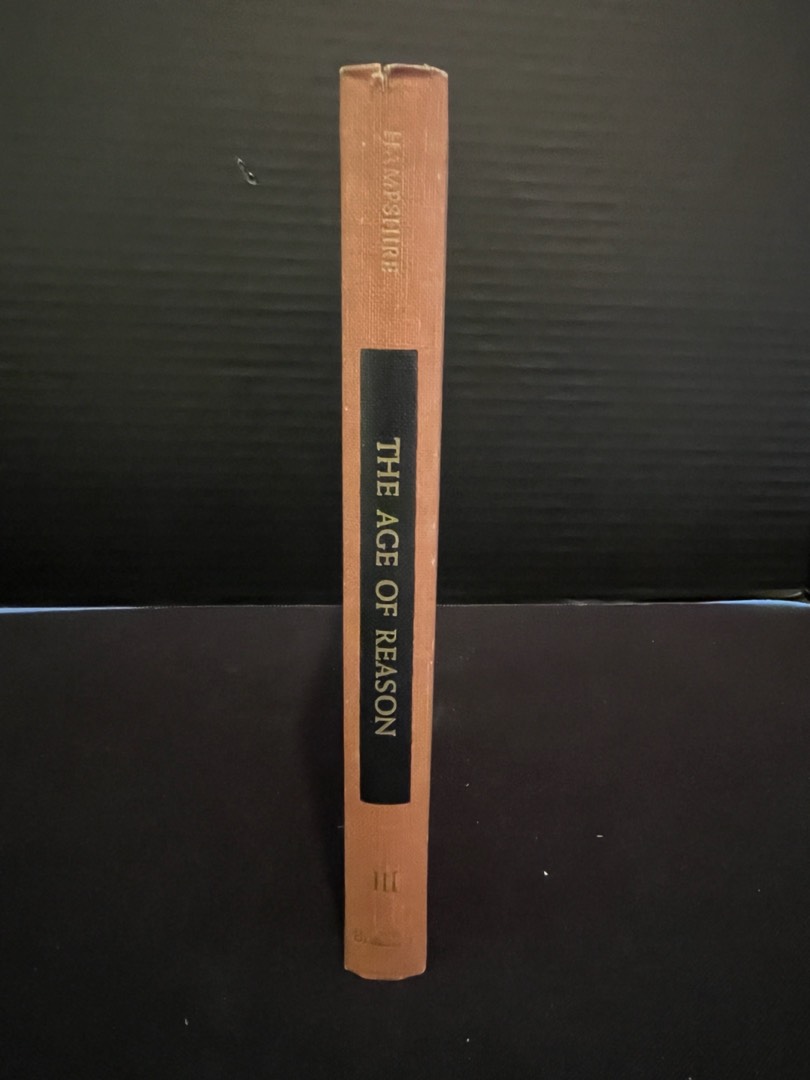 HAMPSHIRE
THE AGE OF REASON
III